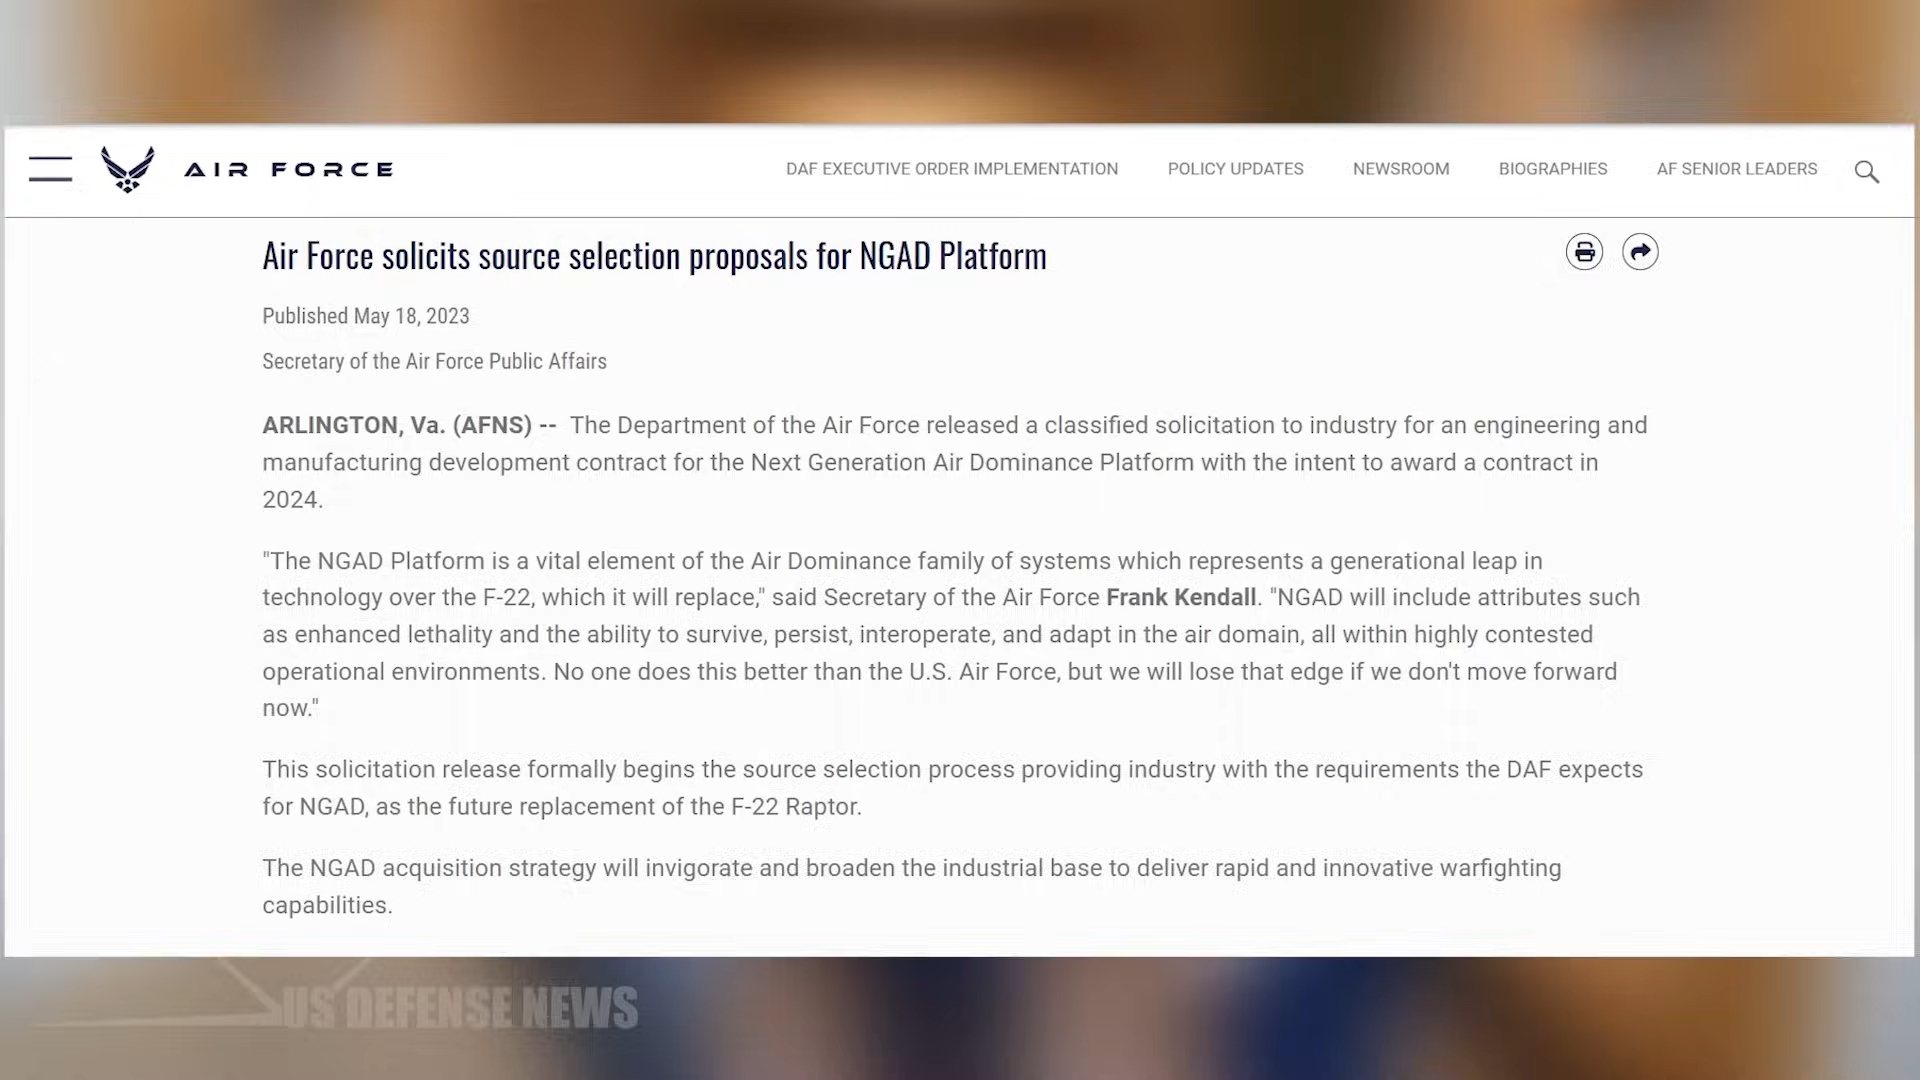 AIR FORCE
DAF EXECUTIVE ORDER IMPLEMENTATION
POLICY UPDATES
NEWSROOM
BIOGRAPHIES
AF SENIOR LEADERS
Air Force solicits source selection proposals for NGAD Platform
Published May 18, 2023
Secretary of the Air Force Public Affairs
ARLINGTON, Va. (AFNS) -- The Department of the Air Force released a classified solicitation to industry for an engineering and
manufacturing development contract for the Next Generation Air Dominance Platform with the intent to award a contract in
2024.
"The NGAD Platform is a vital element of the Air Dominance family of systems which represents a generational leap in
technology over the F-22, which it will replace," said Secretary of the Air Force Frank Kendall. "NGAD will include attributes such
as enhanced lethality and the ability to survive, persist, interoperate, and adapt in the air domain, all within highly contested
operational environments. No one does this better than the U.S. Air Force, but we will lose that edge if we don't move forward
now."
This solicitation release formally begins the source selection process providing industry with the requirements the DAF expects
for NGAD, as the future replacement of the F-22 Raptor.
The NGAD acquisition strategy will invigorate and broaden the industrial base to deliver rapid and innovative warfighting
capabilities.
US DEFENSE NEWS